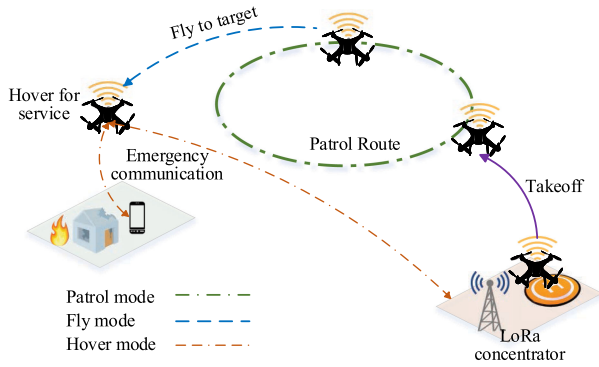 Fly to target
Hover for
service
Patrol Route
Emergency
communication
Takeoff
Patrol mode
Fly mode
Hover mode
LoRa
concentrator